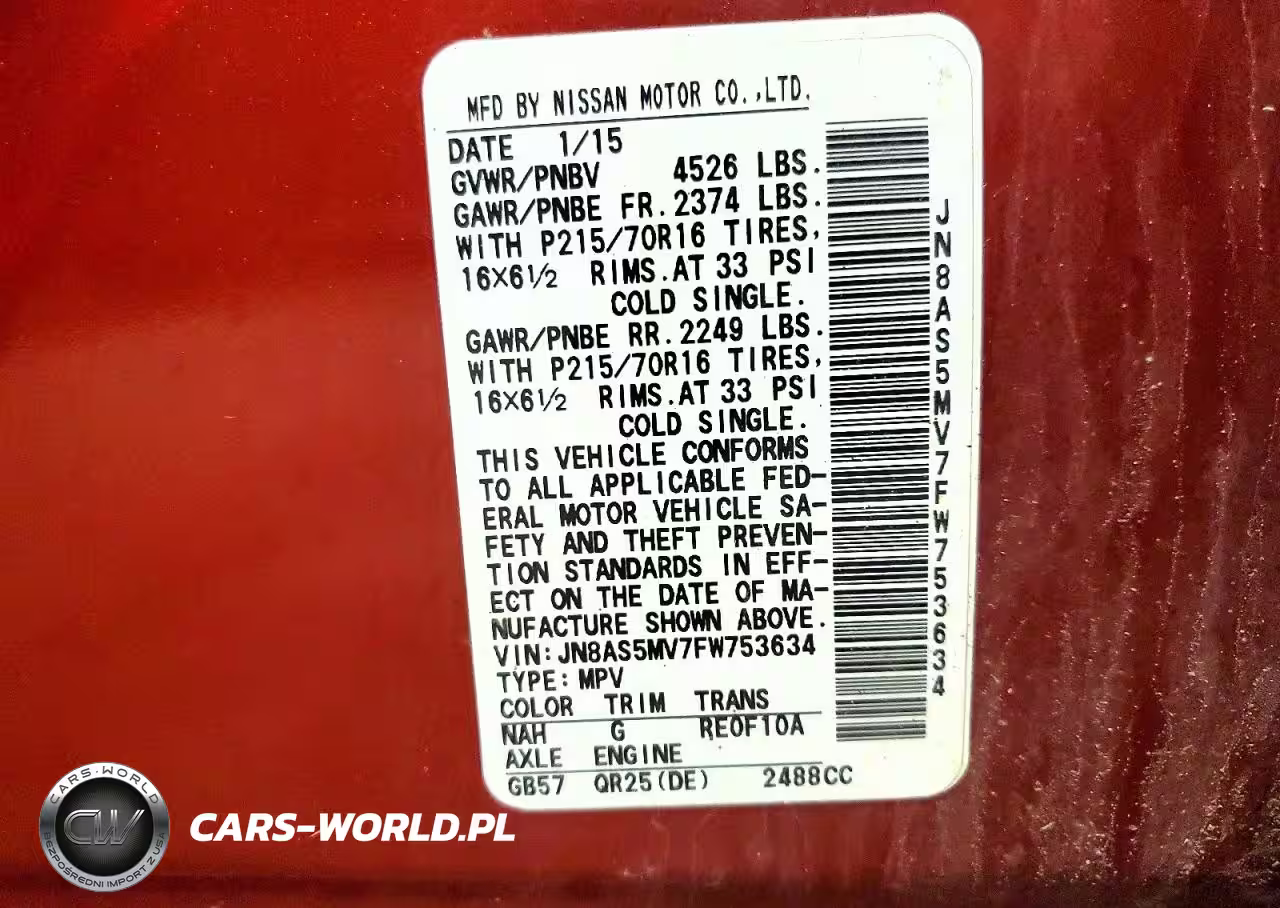 MFD BY NISSAN MOTOR CO.,LTD.
DATE 1/15
GVWR/PNBV 4526 LBS.
GAWR/PNBE FR.2374 LBS.
WITH P215/70R16 TIRES,
16X6½ RIMS.AT 33 PSI
COLD SINGLE.
GAWR/PNBE RR.2249 LBS.
WITH P215/70R16 TIRES,
16X6½ RIMS.AT 33 PSI
COLD SINGLE.
THIS VEHICLE CONFORMS
TO ALL APPLICABLE FED-
ERAL MOTOR VEHICLE SA-
FETY AND THEFT PREVEN-
TION STANDARDS IN EFF-
ECT ON THE DATE OF MA-
NUFACTURE SHOWN ABOVE.
VIN:JN8AS5MV7FW753634
TYPE:MPV
COLOR TRIM TRANS
NAH G RE0F10A
AXLE ENGINE
GB57 QR25(DE) 2488CC
JN8AS5MV7FW753634
CARS-WORLD
CW
BEZPOŚREDNI IMPORT Z USA
CARS-WORLD.PL